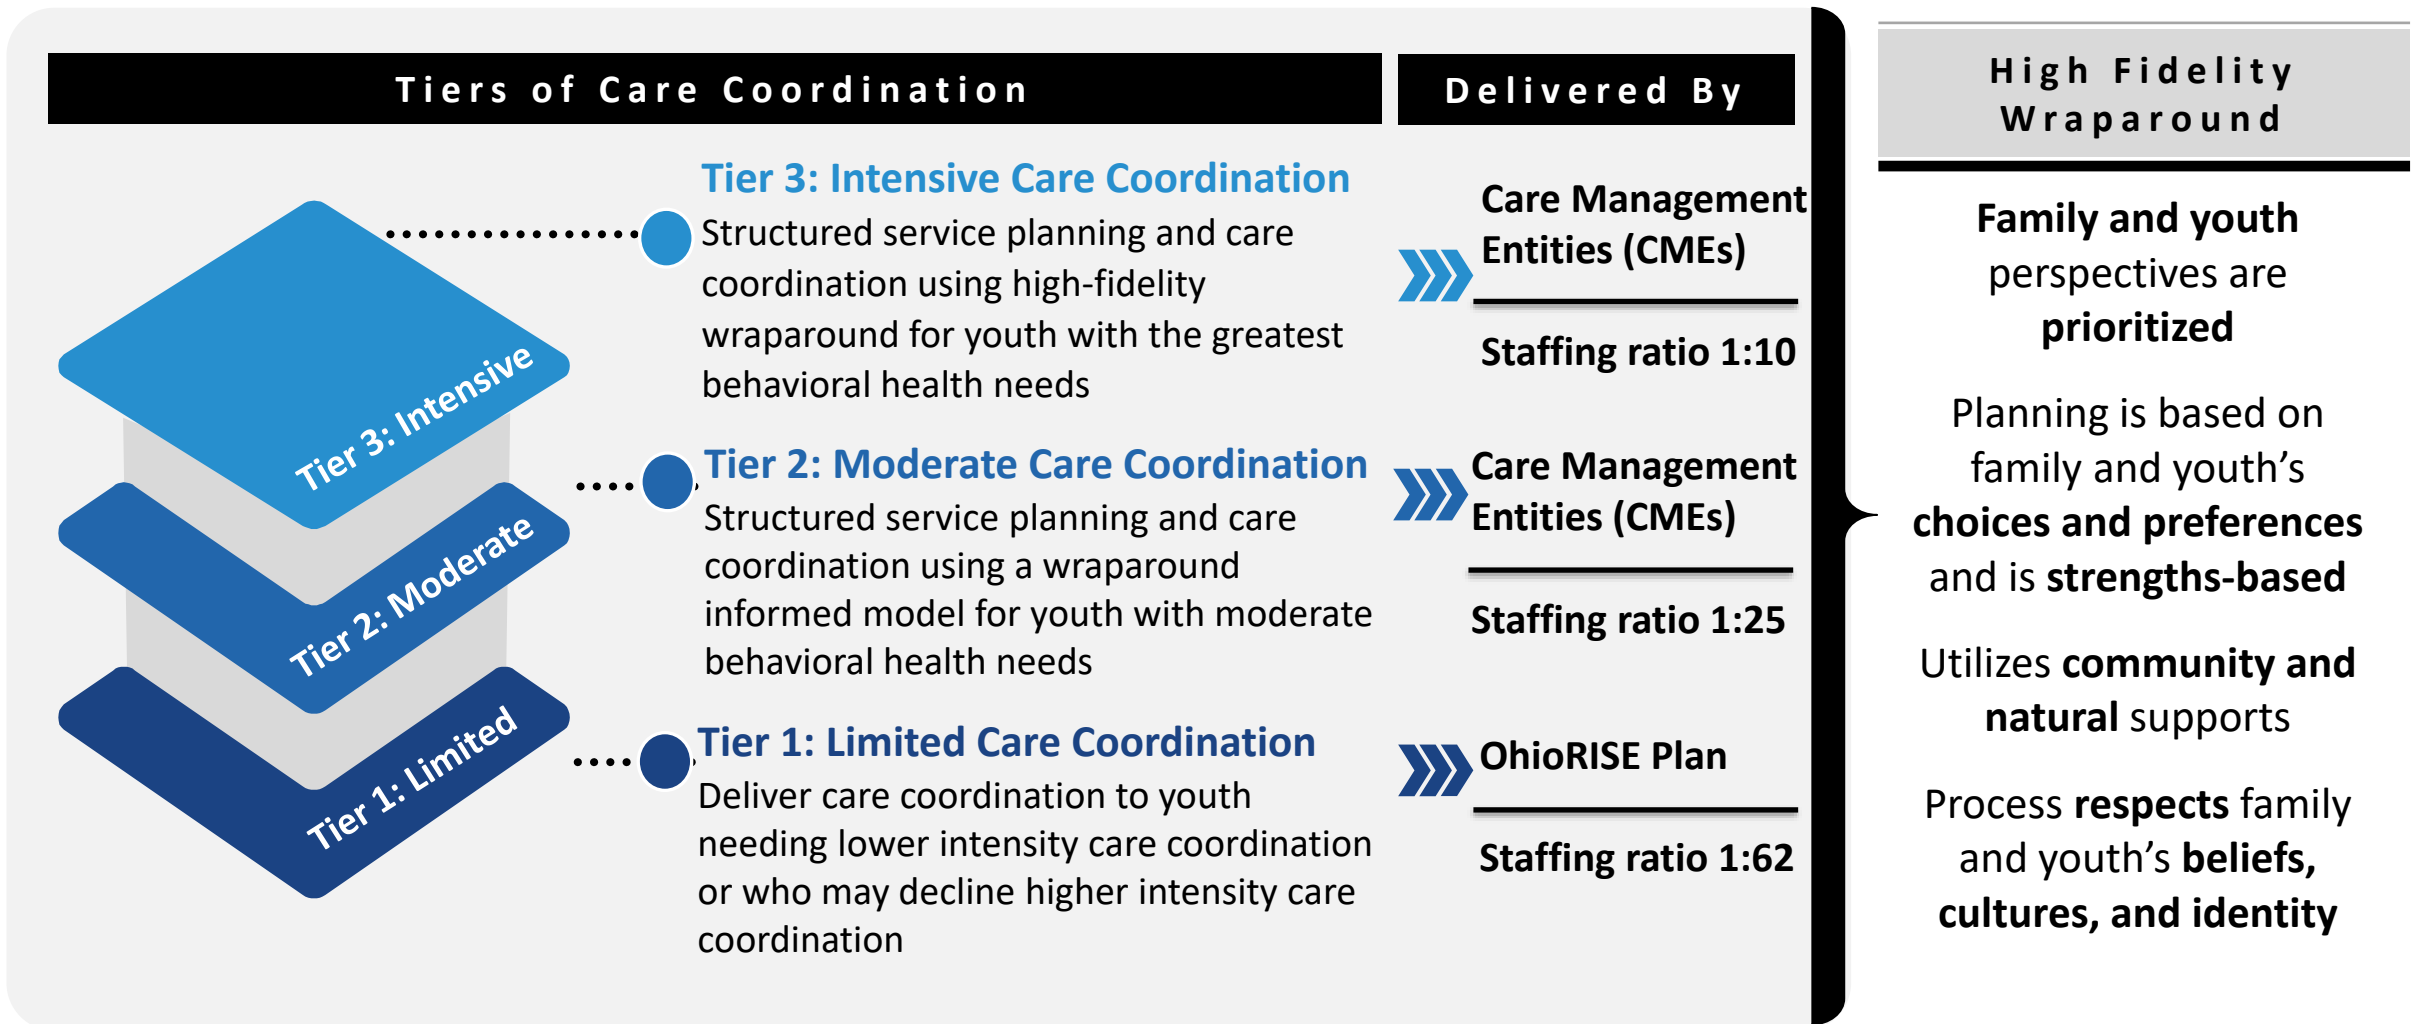 Tiers of Care Coordination
Tier 3: Intensive
Tier 2: Moderate
Tier 1: Limited
Tier 3: Intensive Care Coordination
Structured service planning and care
coordination using high-fidelity
wraparound for youth with the greatest
behavioral health needs
Tier 2: Moderate Care Coordination
Structured service planning and care
coordination using a wraparound
informed model for youth with moderate
behavioral health needs
Tier 1: Limited Care Coordination
Deliver care coordination to youth
needing lower intensity care coordination
or who may decline higher intensity care
coordination
Delivered By
Care Management
Entities (CMEs)
Staffing ratio 1:10
Care Management
Entities (CMEs)
Staffing ratio 1:25
OhioRISE Plan
Staffing ratio 1:62
High Fidelity
Wraparound
Family and youth
perspectives are
prioritized
Planning is based on
family and youth’s
choices and preferences
and is strengths-based
Utilizes community and
natural supports
Process respects family
and youth’s beliefs,
cultures, and identity